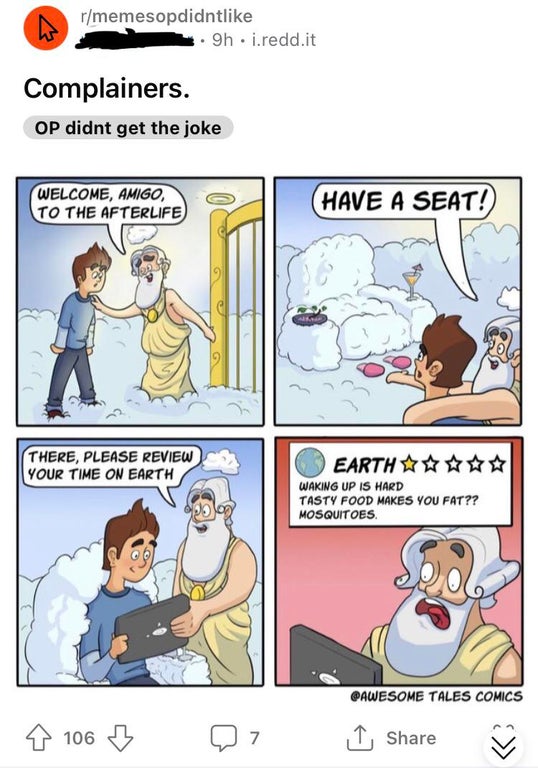 r/memesopdidntlike
• 9h • i.redd.it
Complainers.
OP didnt get the joke
WELCOME, AMIGO,
TO THE AFTERLIFE
HAVE A SEAT!
THERE, PLEASE REVIEW
YOUR TIME ON EARTH
EARTH
WAKING UP IS HARD
TASTY FOOD MAKES YOU FAT??
MOSQUITOES.
@AWESOME TALES COMICS
106
7
Share